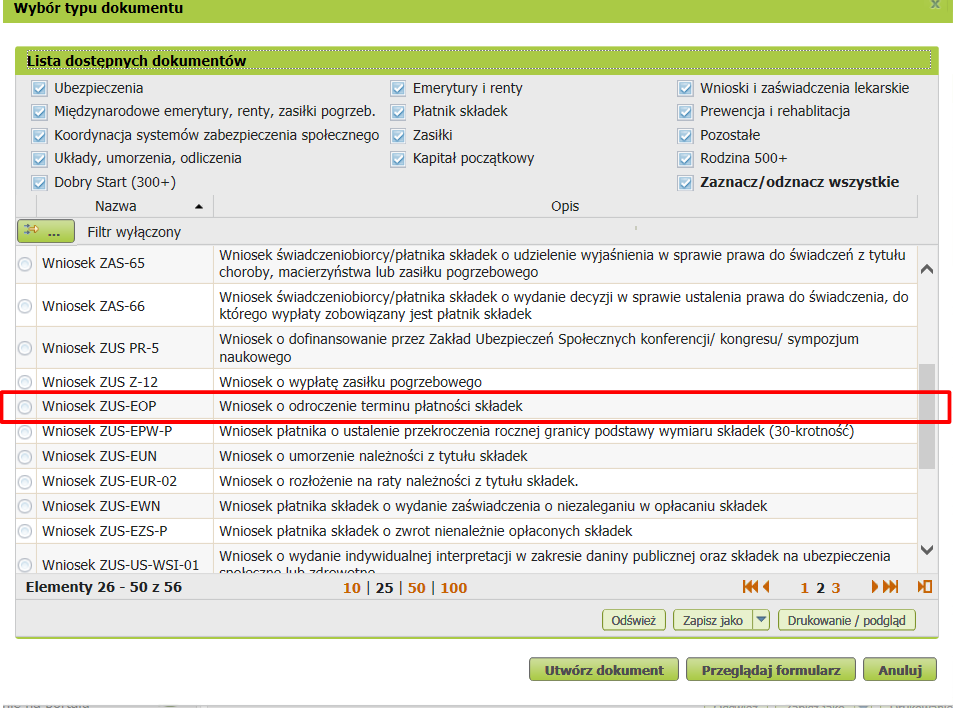 Wybór typu dokumentu
Lista dostępnych dokumentów
Ubezpieczenia
Emerytury i renty
Wnioski i zaświadczenia lekarskie
Międzynarodowe emerytury, renty, zasiłki pogrzeb.
Płatnik składek
Prewencja i rehablitacja
Koordynacja systemów zabezpieczenia społecznego
Zasiłki
Pozostałe
Układy, umorzenia, odliczenia
Kapitał początkowy
Rodzina 500+
Dobry Start (300+)
Zaznacz/odznacz wszystkie
Nazwa
Opis
...
Filtr wyłączony
Wniosek ZAS-65
Wniosek świadczeniobiorcy/płatnika składek o udzielenie wyjaśnienia w sprawie prawa do świadczeń z tytułu
choroby, macierzyństwa lub zasiłku pogrzebowego
Wniosek ZAS-66
Wniosek świadczeniobiorcy/płatnika składek o wydanie decyzji w sprawie ustalenia prawa do świadczenia, do
którego wypłaty zobowiązany jest płatnik składek
Wniosek ZUS PR-5
Wniosek o dofinansowanie przez Zakład Ubezpieczeń Społecznych konferencji/ kongresu/ sympozjum
naukowego
Wniosek ZUS Z-12
Wniosek o wypłatę zasiłku pogrzebowego
Wniosek ZUS-EOP
Wniosek o odroczenie terminu płatności składek
Wniosek ZUS-EPW-P
Wniosek płatnika o ustalenie przekroczenia rocznej granicy podstawy wymiaru składek (30-krotność)
Wniosek ZUS-EUN
Wniosek o umorzenie należności z tytułu składek
Wniosek ZUS-EUR-02
Wniosek o rozłożenie na raty należności z tytułu składek.
Wniosek ZUS-EWN
Wniosek płatnika składek o wydanie zaświadczenia o niezaleganiu w opłacaniu składek
Wniosek ZUS-EZS-P
Wniosek płatnika składek o zwrot nienależnie opłaconych składek
Wniosek ZUS-US-WSI-01
Wniosek o wydanie indywidualnej interpretacji w zakresie daniny publicznej oraz składek na ubezpieczenia
społeczne lub zdrowotne
Elementy 26 - 50 z 56
10 | 25 | 50 | 100
1 2 3
Odśwież
Zapisz jako
Drukowanie / podgląd
Utwórz dokument
Przeglądaj formularz
Anuluj